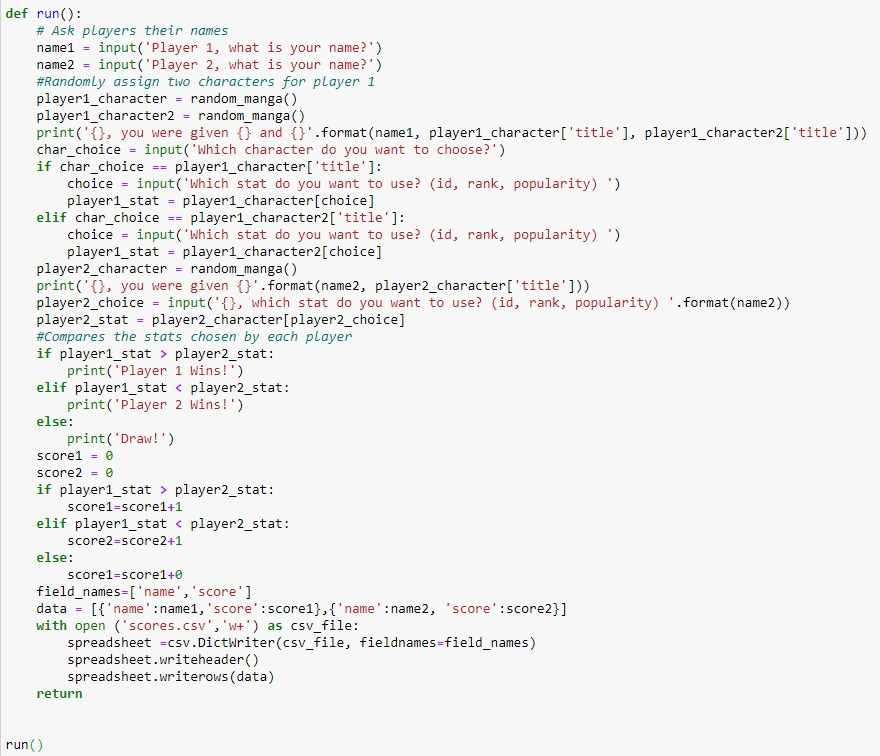 def run():
    # Ask players their names
    name1 = input('Player 1, what is your name?')
    name2 = input('Player 2, what is your name?')
    #Randomly assign two characters for player 1
    player1_character = random_manga()
    player1_character2 = random_manga()
    print('{}, you were given {} and {}'.format(name1, player1_character['title'], player1_character2['title']))
    char_choice = input('Which character do you want to choose?')
    if char_choice == player1_character['title']:
        choice = input('Which stat do you want to use? (id, rank, popularity) ')
        player1_stat = player1_character[choice]
    elif char_choice == player1_character2['title']:
        choice = input('Which stat do you want to use? (id, rank, popularity) ')
        player1_stat = player1_character2[choice]
    player2_character = random_manga()
    print('{}, you were given {}'.format(name2, player2_character['title']))
    player2_choice = input('{}, which stat do you want to use? (id, rank, popularity) '.format(name2))
    player2_stat = player2_character[player2_choice]
    #Compares the stats chosen by each player
    if player1_stat > player2_stat:
        print('Player 1 Wins!')
    elif player1_stat < player2_stat:
        print('Player 2 Wins!')
    else:
        print('Draw!')
    score1 = 0
    score2 = 0
    if player1_stat > player2_stat:
        score1=score1+1
    elif player1_stat < player2_stat:
        score2=score2+1
    else:
        score1=score1+0
    field_names=['name','score']
    data = [{'name':name1,'score':score1},{'name':name2, 'score':score2}]
    with open ('scores.csv','w+') as csv_file:
        spreadsheet =csv.DictWriter(csv_file, fieldnames=field_names)
        spreadsheet.writeheader()
        spreadsheet.writerows(data)
    return
run()